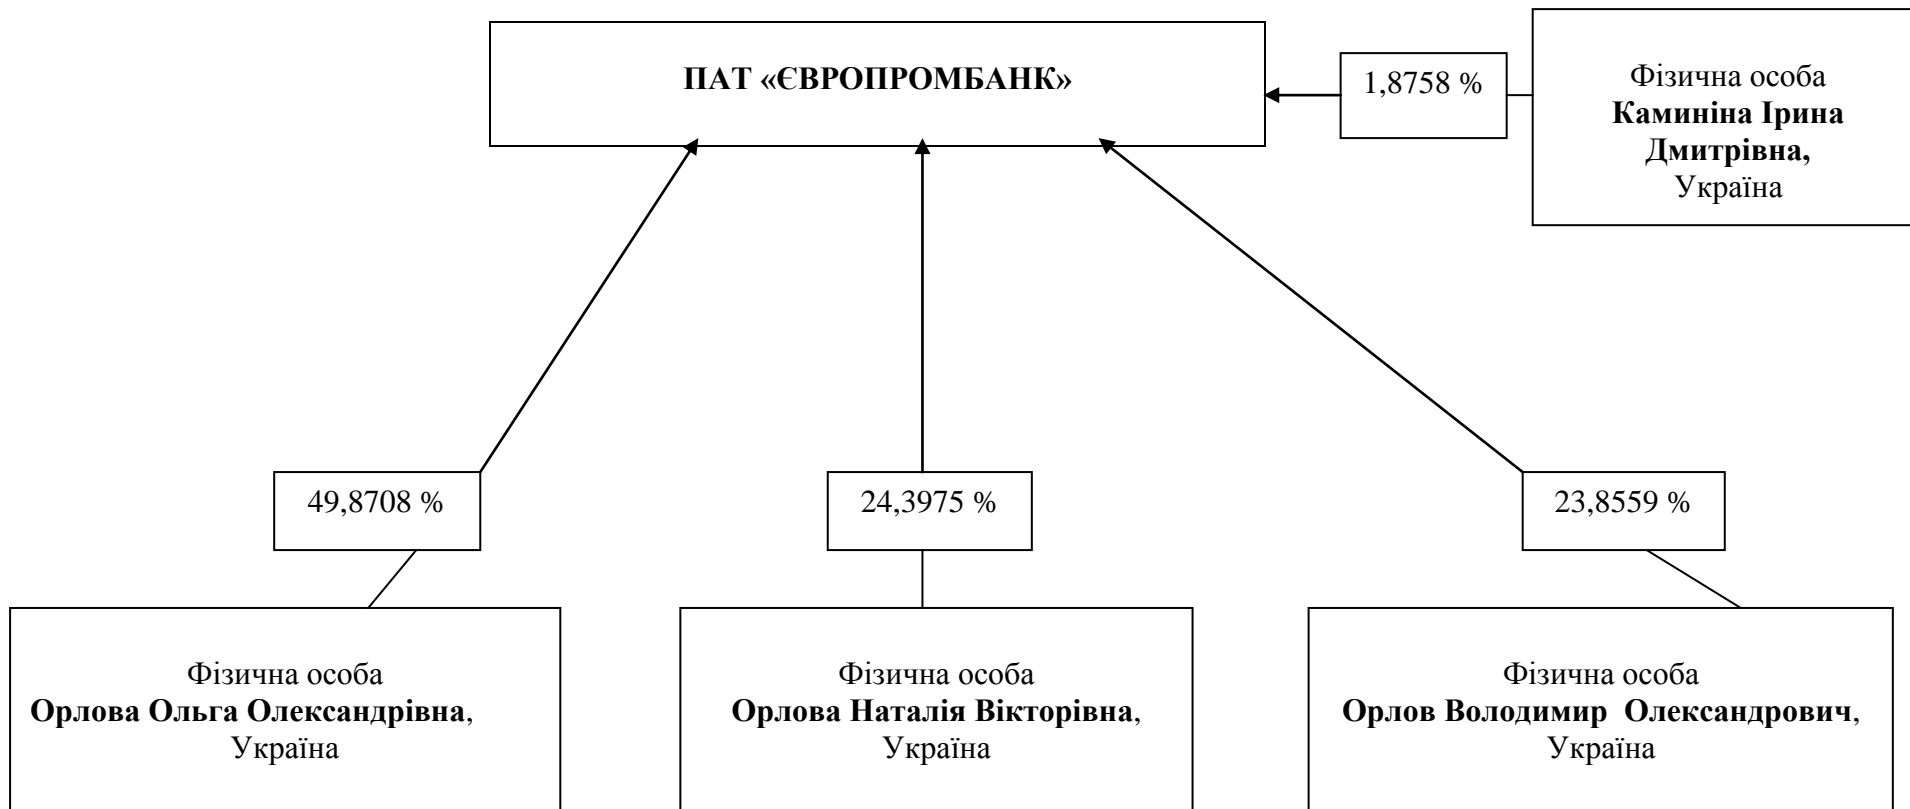 ПАТ «ЄВРОПРОМБАНК»
1,8758 %
Фізична особа
Каминіна Ірина
Дмитрівна,
Україна
49,8708 %
24,3975 %
23,8559 %
Фізична особа
Орлова Ольга Олександрівна,
Україна
Фізична особа
Орлова Наталія Вікторівна,
Україна
Фізична особа
Орлов Володимир  Олександрович,
Україна